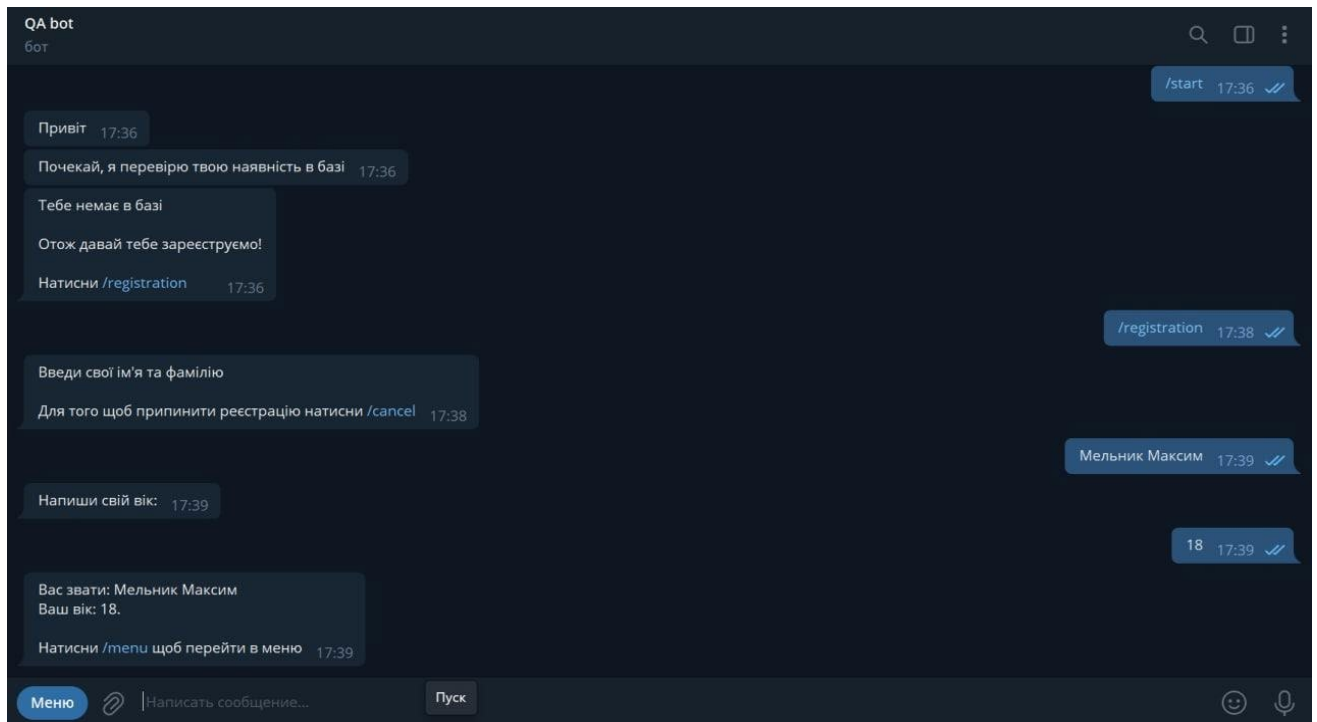 QA bot
бот
/start 17:36
Привіт 17:36
Почекай, я перевірю твою наявність в базі 17:36
Тебе немає в базі
Отож давай тебе зареєструємо!
Натисни /registration 17:36
/registration 17:38
Введи свої ім'я та фамілію
Для того щоб припинити реєстрацію натисни /cancel 17:38
Мельник Максим 17:39
Напиши свій вік: 17:39
18 17:39
Вас звати: Мельник Максим
Ваш вік: 18.
Натисни /menu щоб перейти в меню 17:39
Меню Написать сообщение... Пуск